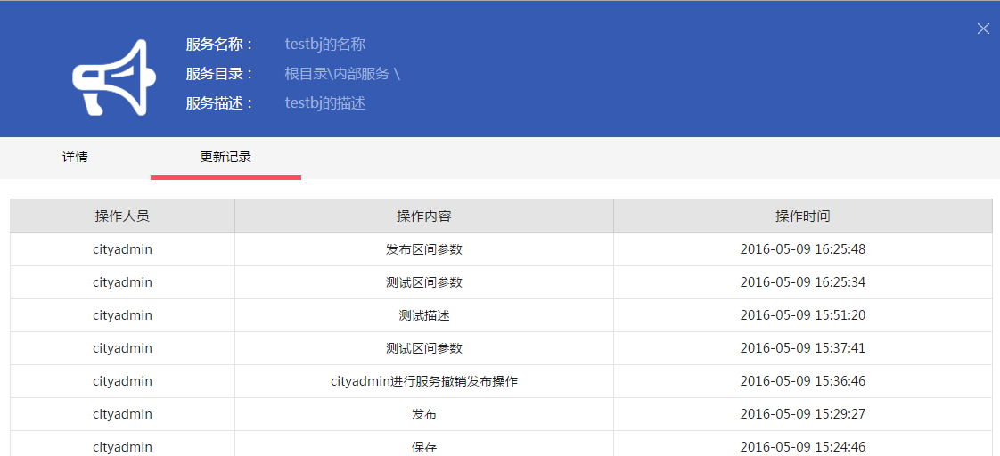 服务名称： testbj的名称
服务目录： 根目录\内部服务 \
服务描述： testbj的描述
详情 更新记录
操作人员 操作内容 操作时间
cityadmin 发布区间参数 2016-05-09 16:25:48
cityadmin 测试区间参数 2016-05-09 16:25:34
cityadmin 测试描述 2016-05-09 15:51:20
cityadmin 测试区间参数 2016-05-09 15:37:41
cityadmin cityadmin进行服务撤销发布操作 2016-05-09 15:36:46
cityadmin 发布 2016-05-09 15:29:27
cityadmin 保存 2016-05-09 15:24:46